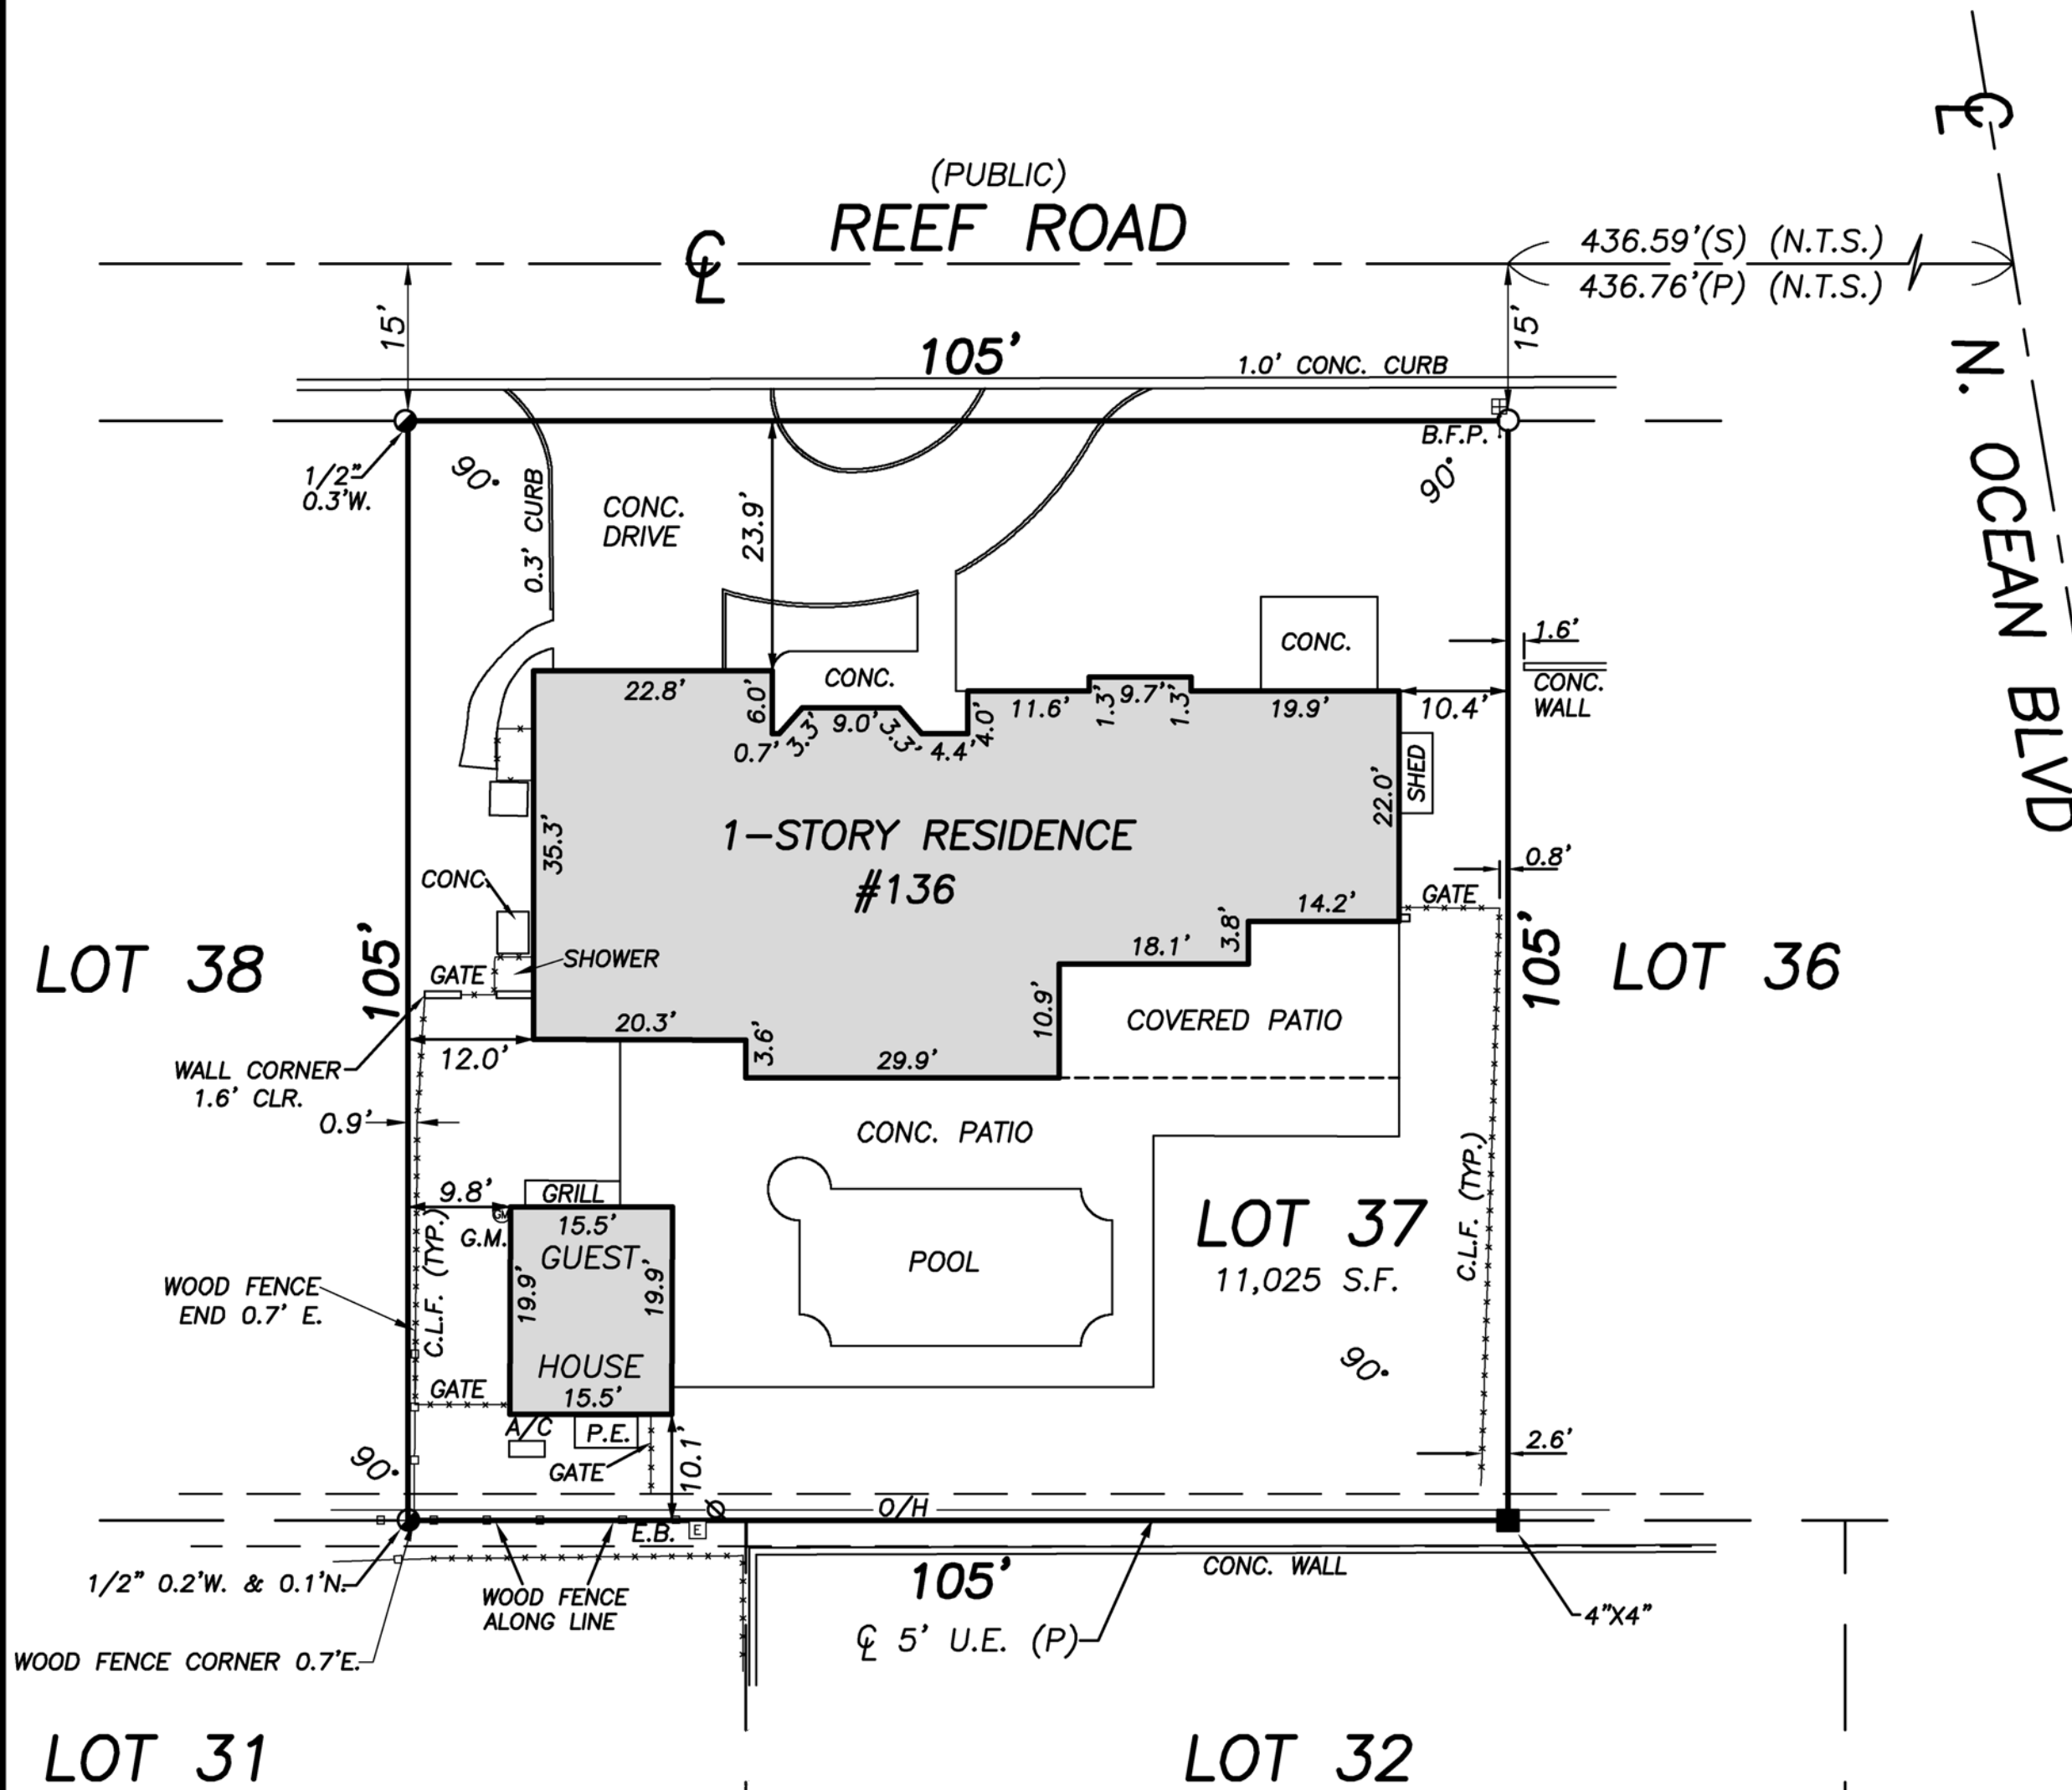 ℄
(PUBLIC)
REEF ROAD
℄
436.59'(S) (N.T.S.)
436.76'(P) (N.T.S.)
15'
15'
105'
1.0' CONC. CURB
N. OCEAN BLVD
B.F.P.
1/2"
0.3'W.
90°
90°
0.3' CURB
CONC.
DRIVE
23.9'
1.6'
CONC.
WALL
CONC.
CONC.
22.8'
6.0'
0.7'
3.3'
9.0'
3.3'
4.4'
4.0'
11.6'
1.3'
9.7'
1.3'
19.9'
10.4'
SHED
22.0'
35.3'
1-STORY RESIDENCE
#136
0.8'
GATE
CONC.
14.2'
3.8'
18.1'
SHOWER
GATE
LOT 38
105'
105'
LOT 36
10.9'
COVERED PATIO
20.3'
3.6'
29.9'
12.0'
WALL CORNER
1.6' CLR.
0.9'
CONC. PATIO
C.L.F. (TYP.)
9.8'
GRILL
GM
G.M.
15.5'
GUEST
19.9'
19.9'
HOUSE
15.5'
C.L.F. (TYP.)
POOL
LOT 37
11,025 S.F.
WOOD FENCE
END 0.7' E.
90°
GATE
A/C
P.E.
GATE
10.1'
90°
2.6'
O/H
E.B.
E
1/2" 0.2'W. & 0.1'N.
WOOD FENCE
ALONG LINE
105'
CONC. WALL
4"X4"
℄ 5' U.E. (P)
WOOD FENCE CORNER 0.7'E.
LOT 31
LOT 32